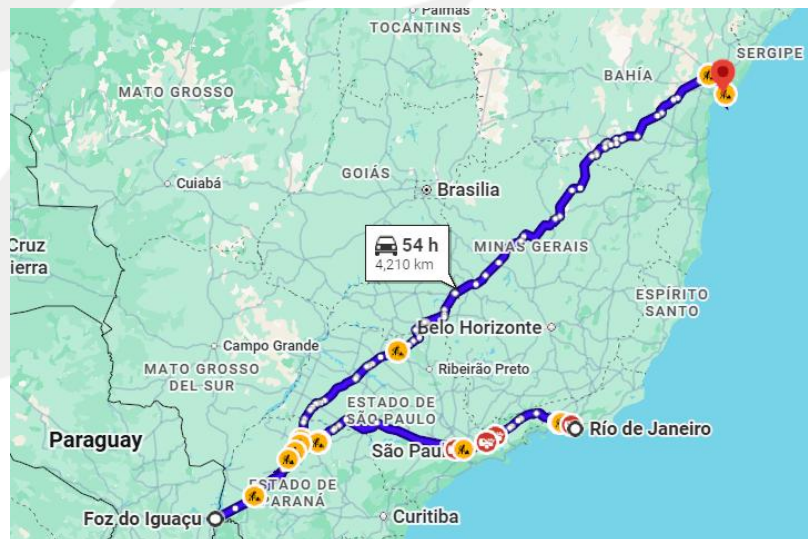 Palmas
TOCANTINS
SERGIPE
BAHÍA
MATO GROSSO
GOIÁS
Cuiabá
Brasilia
54 h
4,210 km
MINAS GERAIS
Cruz
ierra
ESPÍRITO
SANTO
Belo Horizonte
Campo Grande
MATO GROSSO
DEL SUR
Ribeirão Preto
ESTADO DE
SÃO PAULO
Paraguay
Río de Janeiro
São Paul
ESTADO DE
PARANÁ
Foz do Iguaçu
Curitiba